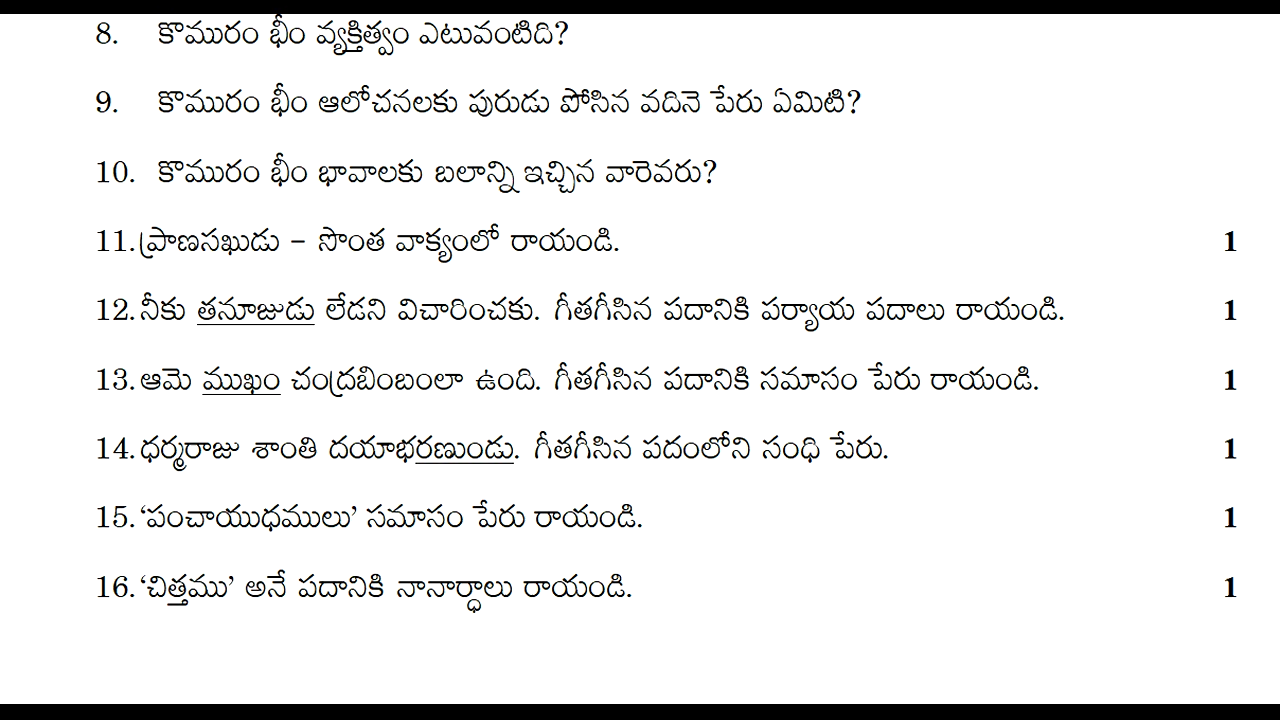 8. కొమురం భీం వ్యక్తిత్వం ఎటువంటిది?
9. కొమురం భీం ఆలోచనలకు పురుడు పోసిన వదినె పేరు ఏమిటి?
10. కొమురం భీం భావాలకు బలాన్ని ఇచ్చిన వారెవరు?
11. ప్రాణసఖుడు – సొంత వాక్యంలో రాయండి. 1
12. నీకు తనూజుడు లేడని విచారించకు. గీతగీసిన పదానికి పర్యాయ పదాలు రాయండి. 1
13. ఆమె ముఖం చంద్రబింబంలా ఉంది. గీతగీసిన పదానికి సమాసం పేరు రాయండి. 1
14. ధర్మరాజు శాంతి దయాభరణుండు. గీతగీసిన పదంలోని సంధి పేరు. 1
15. ‘పంచాయుధములు’ సమాసం పేరు రాయండి. 1
16. ‘చిత్తము’ అనే పదానికి నానార్ధాలు రాయండి. 1